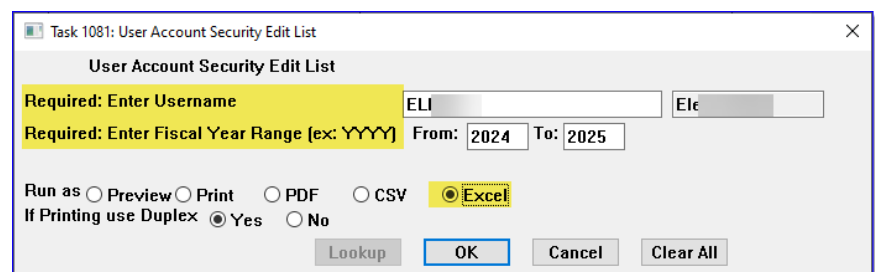 Task 1081: User Account Security Edit List
User Account Security Edit List
Required: Enter Username
Required: Enter Fiscal Year Range (ex: YYYY) From: 2024 To: 2025
Run as Preview Print PDF CSV Excel
If Printing use Duplex Yes No
Lookup OK Cancel Clear All